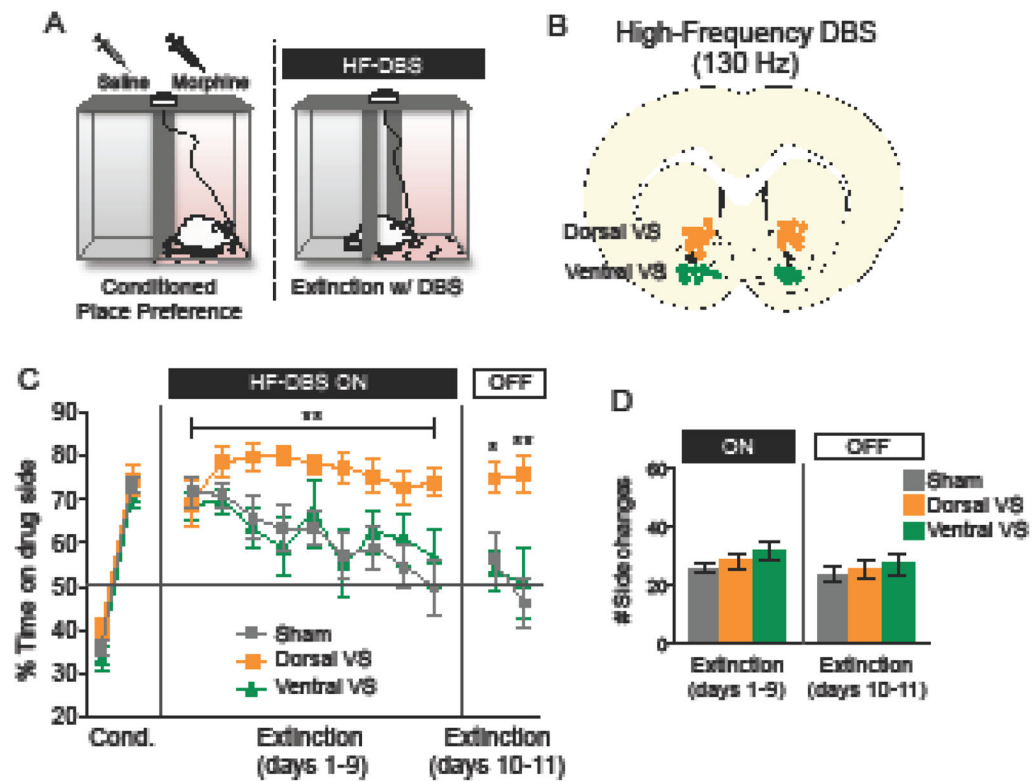 A
Saline Morphine
HF-DBS
Conditioned
Place Preference
Extinction w/ DBS
B
High-Frequency DBS
(130 Hz)
Dorsal VS
Ventral VS
C
HF-DBS ON
OFF
**
*
**
% Time on drug side
90
80
70
60
50
40
30
20
Sham
Dorsal VS
Ventral VS
Cond.
Extinction
(days 1-9)
Extinction
(days 10-11)
D
ON
OFF
#Sidechanges
60
40
20
0
Sham
Dorsal VS
Ventral VS
Extinction
(days 1-9)
Extinction
(days 10-11)